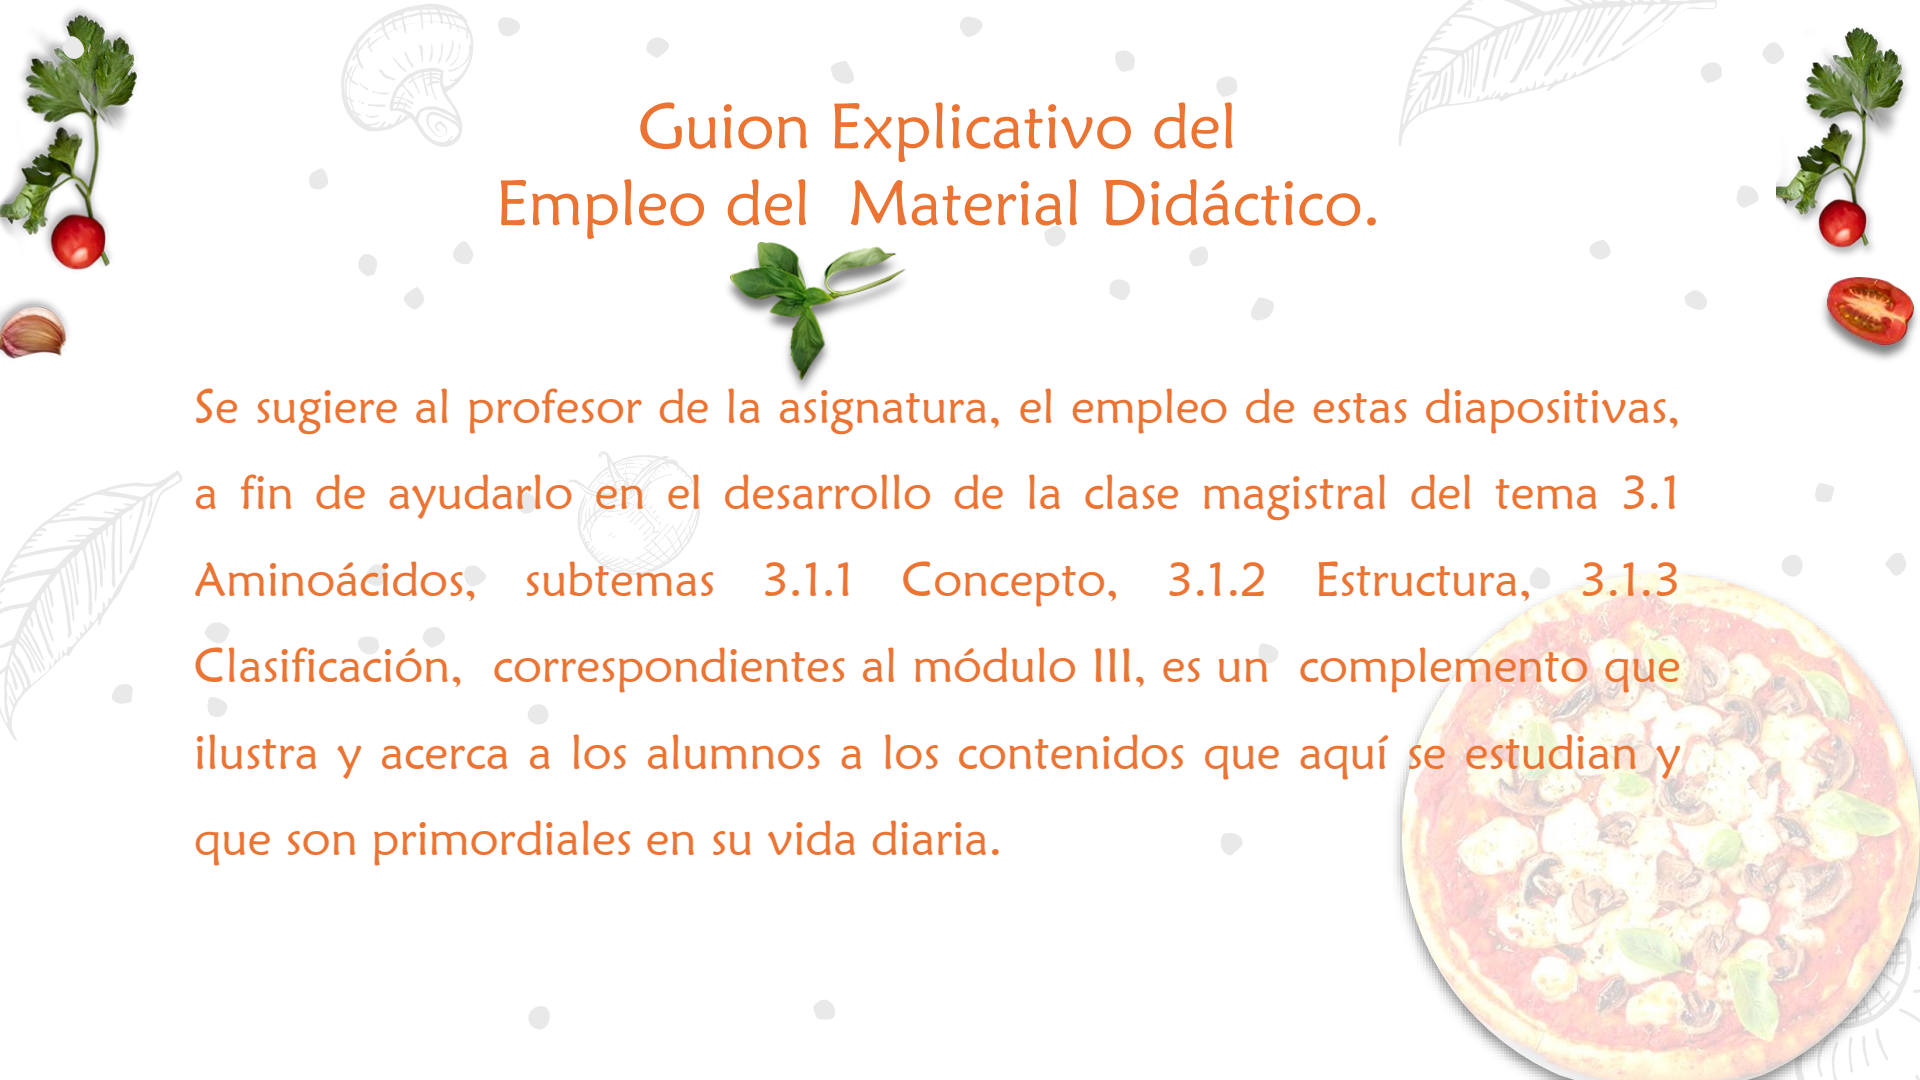 Guion Explicativo del
Empleo del Material Didáctico.
Se sugiere al profesor de la asignatura, el empleo de estas diapositivas,
a fin de ayudarlo en el desarrollo de la clase magistral del tema 3.1
Aminoácidos, subtemas 3.1.1 Concepto, 3.1.2 Estructura, 3.1.3
Clasificación, correspondientes al módulo III, es un complemento que
ilustra y acerca a los alumnos a los contenidos que aquí se estudian y
que son primordiales en su vida diaria.